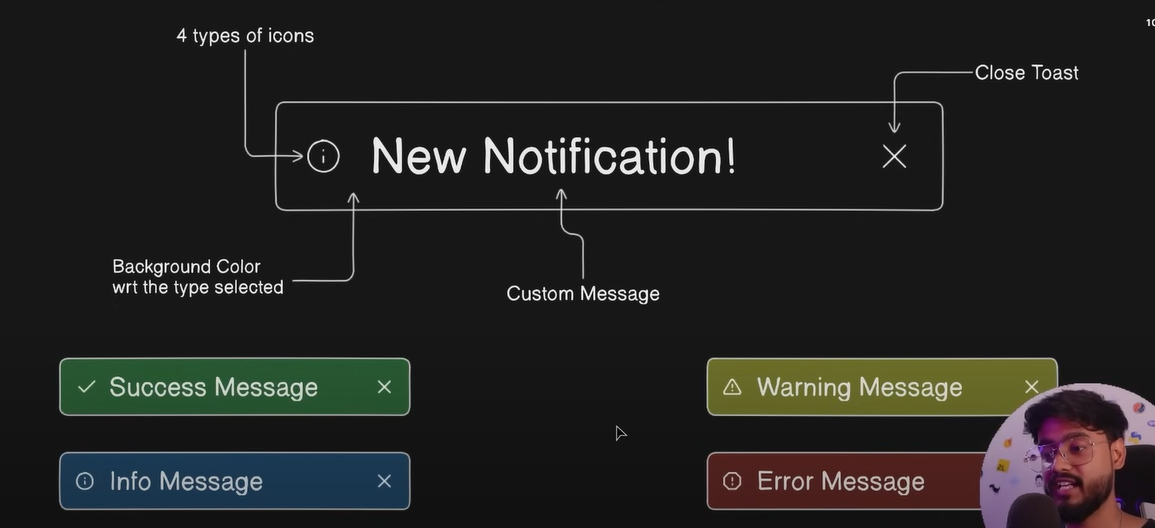 10
4 types of icons
Close Toast
New Notification!
Background Color
wrt the type selected
Custom Message
Success Message
Warning Message
Info Message
Error Message